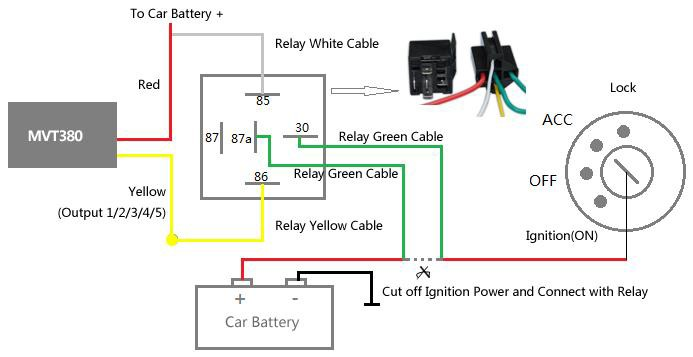 To Car Battery +
Relay White Cable
Red
Lock
85
ACC
MVT380
87
87a
30
Relay Green Cable
OFF
Relay Green Cable
86
Yellow
(Output 1/2/3/4/5)
Relay Yellow Cable
Ignition(ON)
+
-
Cut off Ignition Power and Connect with Relay
Car Battery